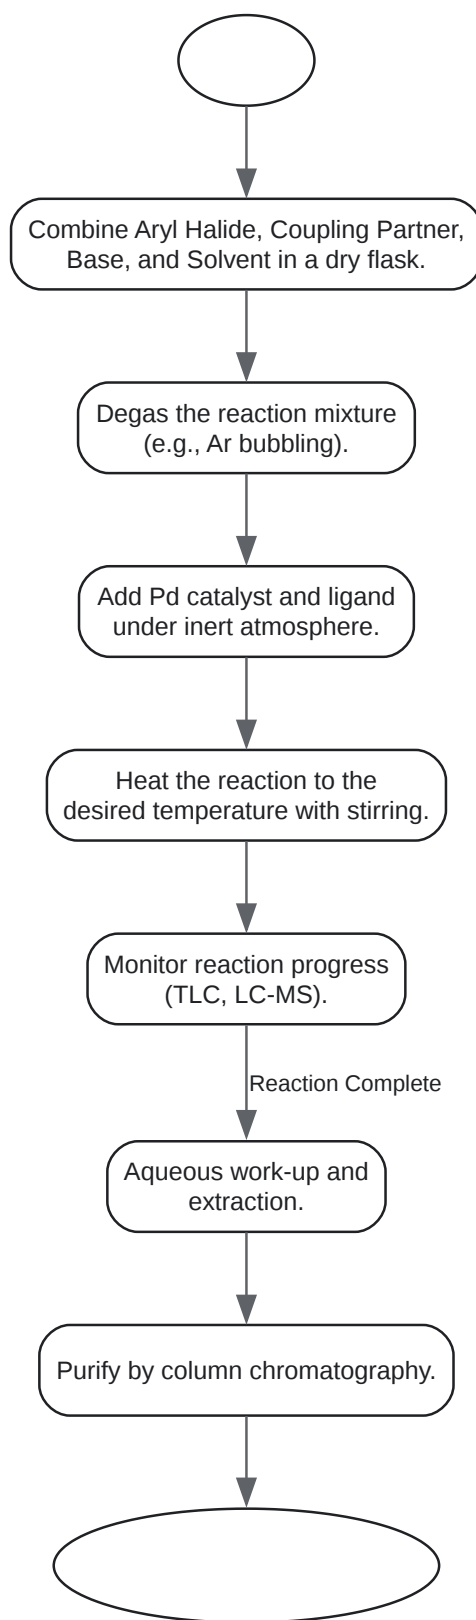 Combine Aryl Halide, Coupling Partner,
Base, and Solvent in a dry flask.
Degas the reaction mixture
(e.g., Ar bubbling).
Add Pd catalyst and ligand
under inert atmosphere.
Heat the reaction to the
desired temperature with stirring.
Monitor reaction progress
(TLC, LC-MS).
Reaction Complete
Aqueous work-up and
extraction.
Purify by column chromatography.